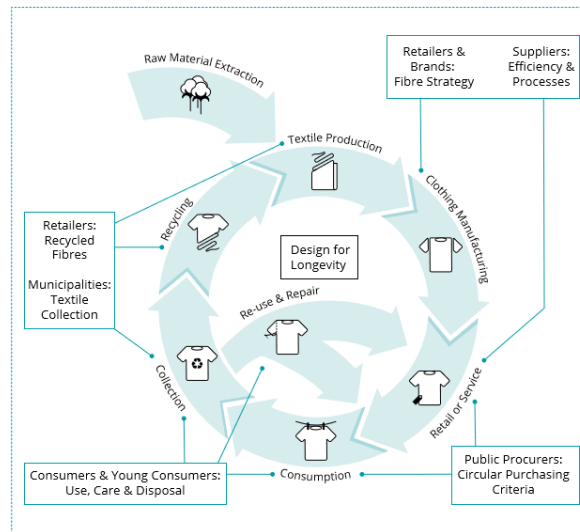 Retailers &
Brands:
Fibre Strategy
Suppliers:
Efficiency &
Processes
Raw Material Extraction
Textile Production
Clothing Manufacturing
Recycling
Retailers:
Recycled
Fibres
Municipalities:
Textile
Collection
Design for
Longevity
Re-use & Repair
Collection
Retail or Service
Consumption
Consumers & Young Consumers:
Use, Care & Disposal
Public Procurers:
Circular Purchasing
Criteria